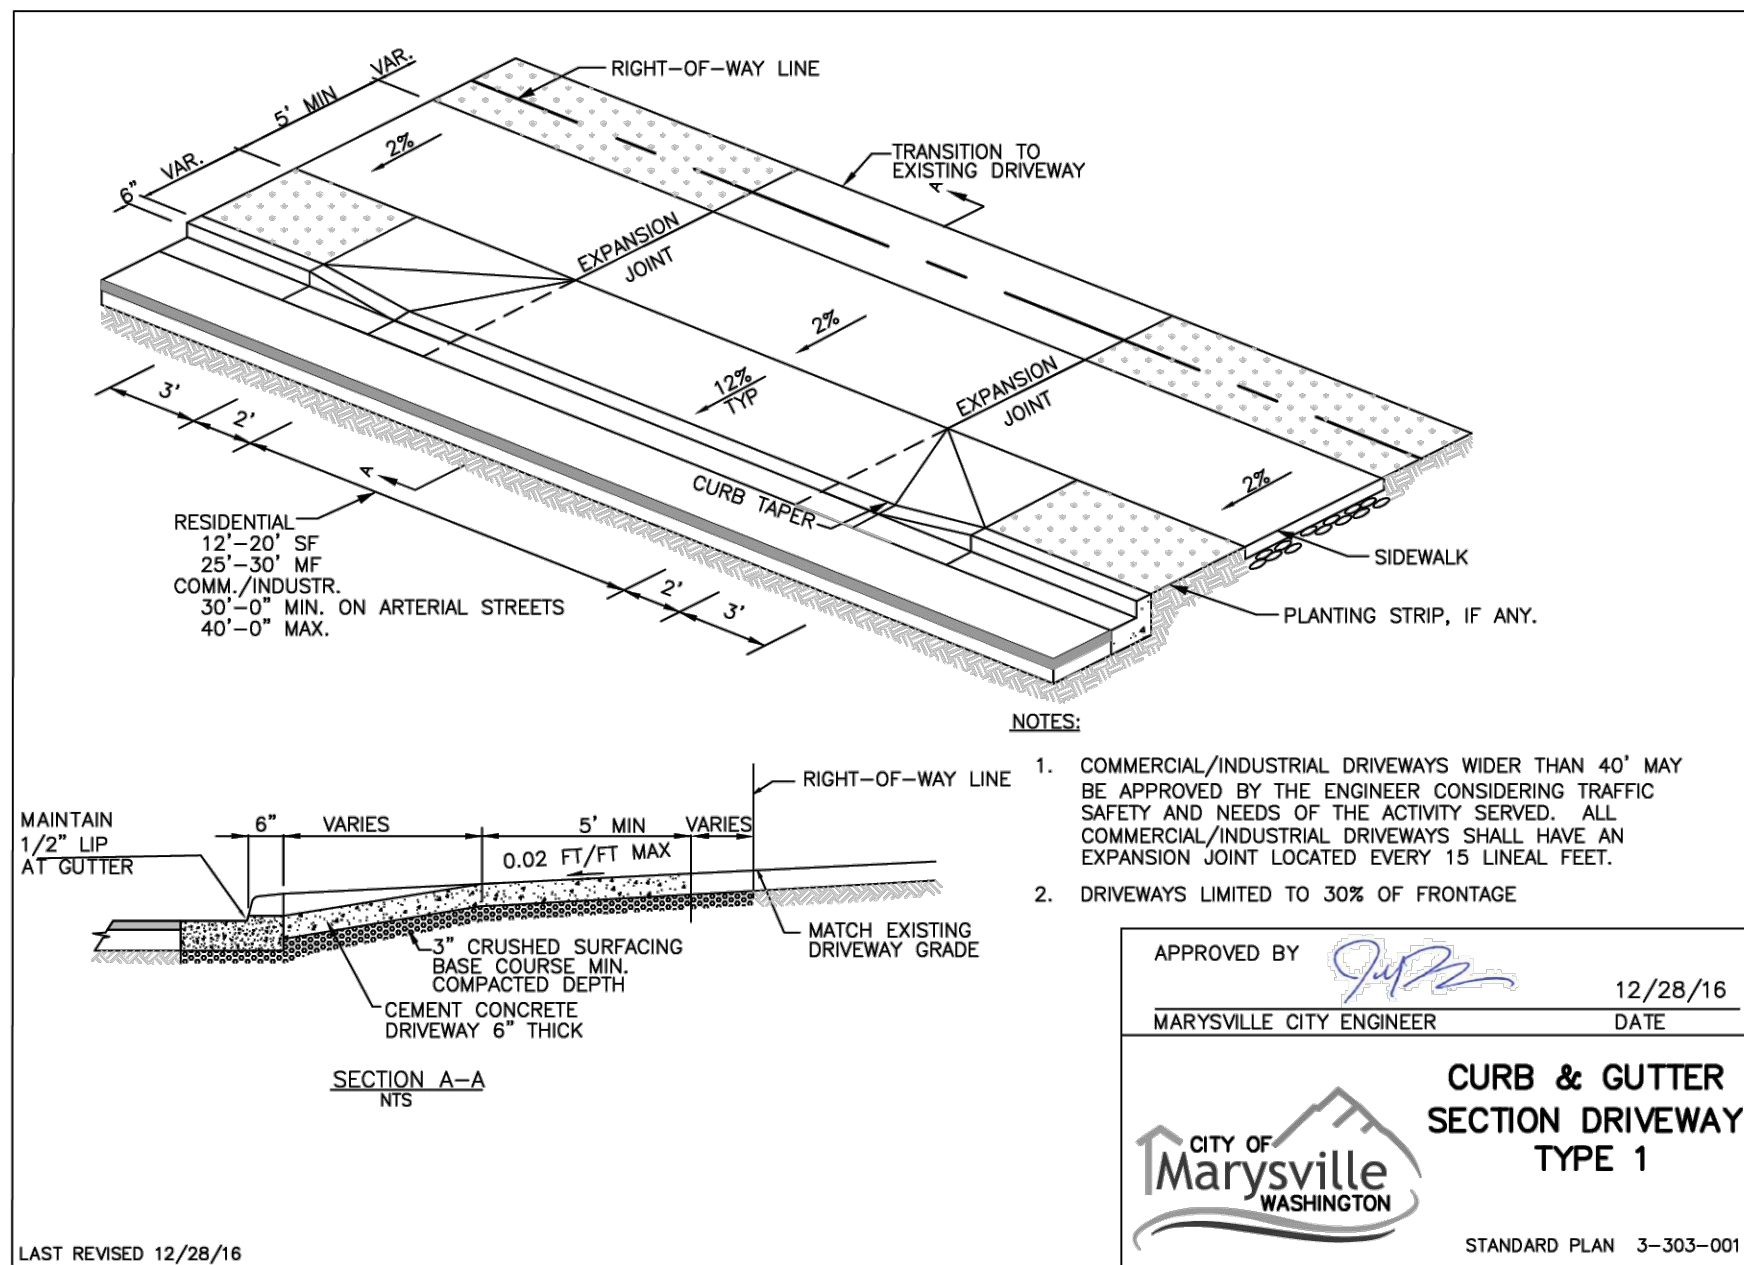 VAR.
5' MIN
VAR.
6"
RIGHT-OF-WAY LINE
2%
TRANSITION TO
EXISTING DRIVEWAY
A
EXPANSION
JOINT
2%
12%
TYP
EXPANSION
JOINT
3'
2'
A
CURB TAPER
2%
RESIDENTIAL
12'-20' SF
25'-30' MF
COMM./INDUSTR.
30'-0" MIN. ON ARTERIAL STREETS
40'-0" MAX.
2'
3'
SIDEWALK
PLANTING STRIP, IF ANY.
NOTES:
1. COMMERCIAL/INDUSTRIAL DRIVEWAYS WIDER THAN 40' MAY
BE APPROVED BY THE ENGINEER CONSIDERING TRAFFIC
SAFETY AND NEEDS OF THE ACTIVITY SERVED. ALL
COMMERCIAL/INDUSTRIAL DRIVEWAYS SHALL HAVE AN
EXPANSION JOINT LOCATED EVERY 15 LINEAL FEET.
2. DRIVEWAYS LIMITED TO 30% OF FRONTAGE
RIGHT-OF-WAY LINE
MAINTAIN
1/2" LIP
AT GUTTER
6"
VARIES
5' MIN
VARIES
0.02 FT/FT MAX
MATCH EXISTING
DRIVEWAY GRADE
3" CRUSHED SURFACING
BASE COURSE MIN.
COMPACTED DEPTH
CEMENT CONCRETE
DRIVEWAY 6" THICK
SECTION A-A
NTS
APPROVED BY
12/28/16
MARYSVILLE CITY ENGINEER
DATE
CURB & GUTTER
SECTION DRIVEWAY
TYPE 1
CITY OF
Marysville
WASHINGTON
STANDARD PLAN 3-303-001
LAST REVISED 12/28/16